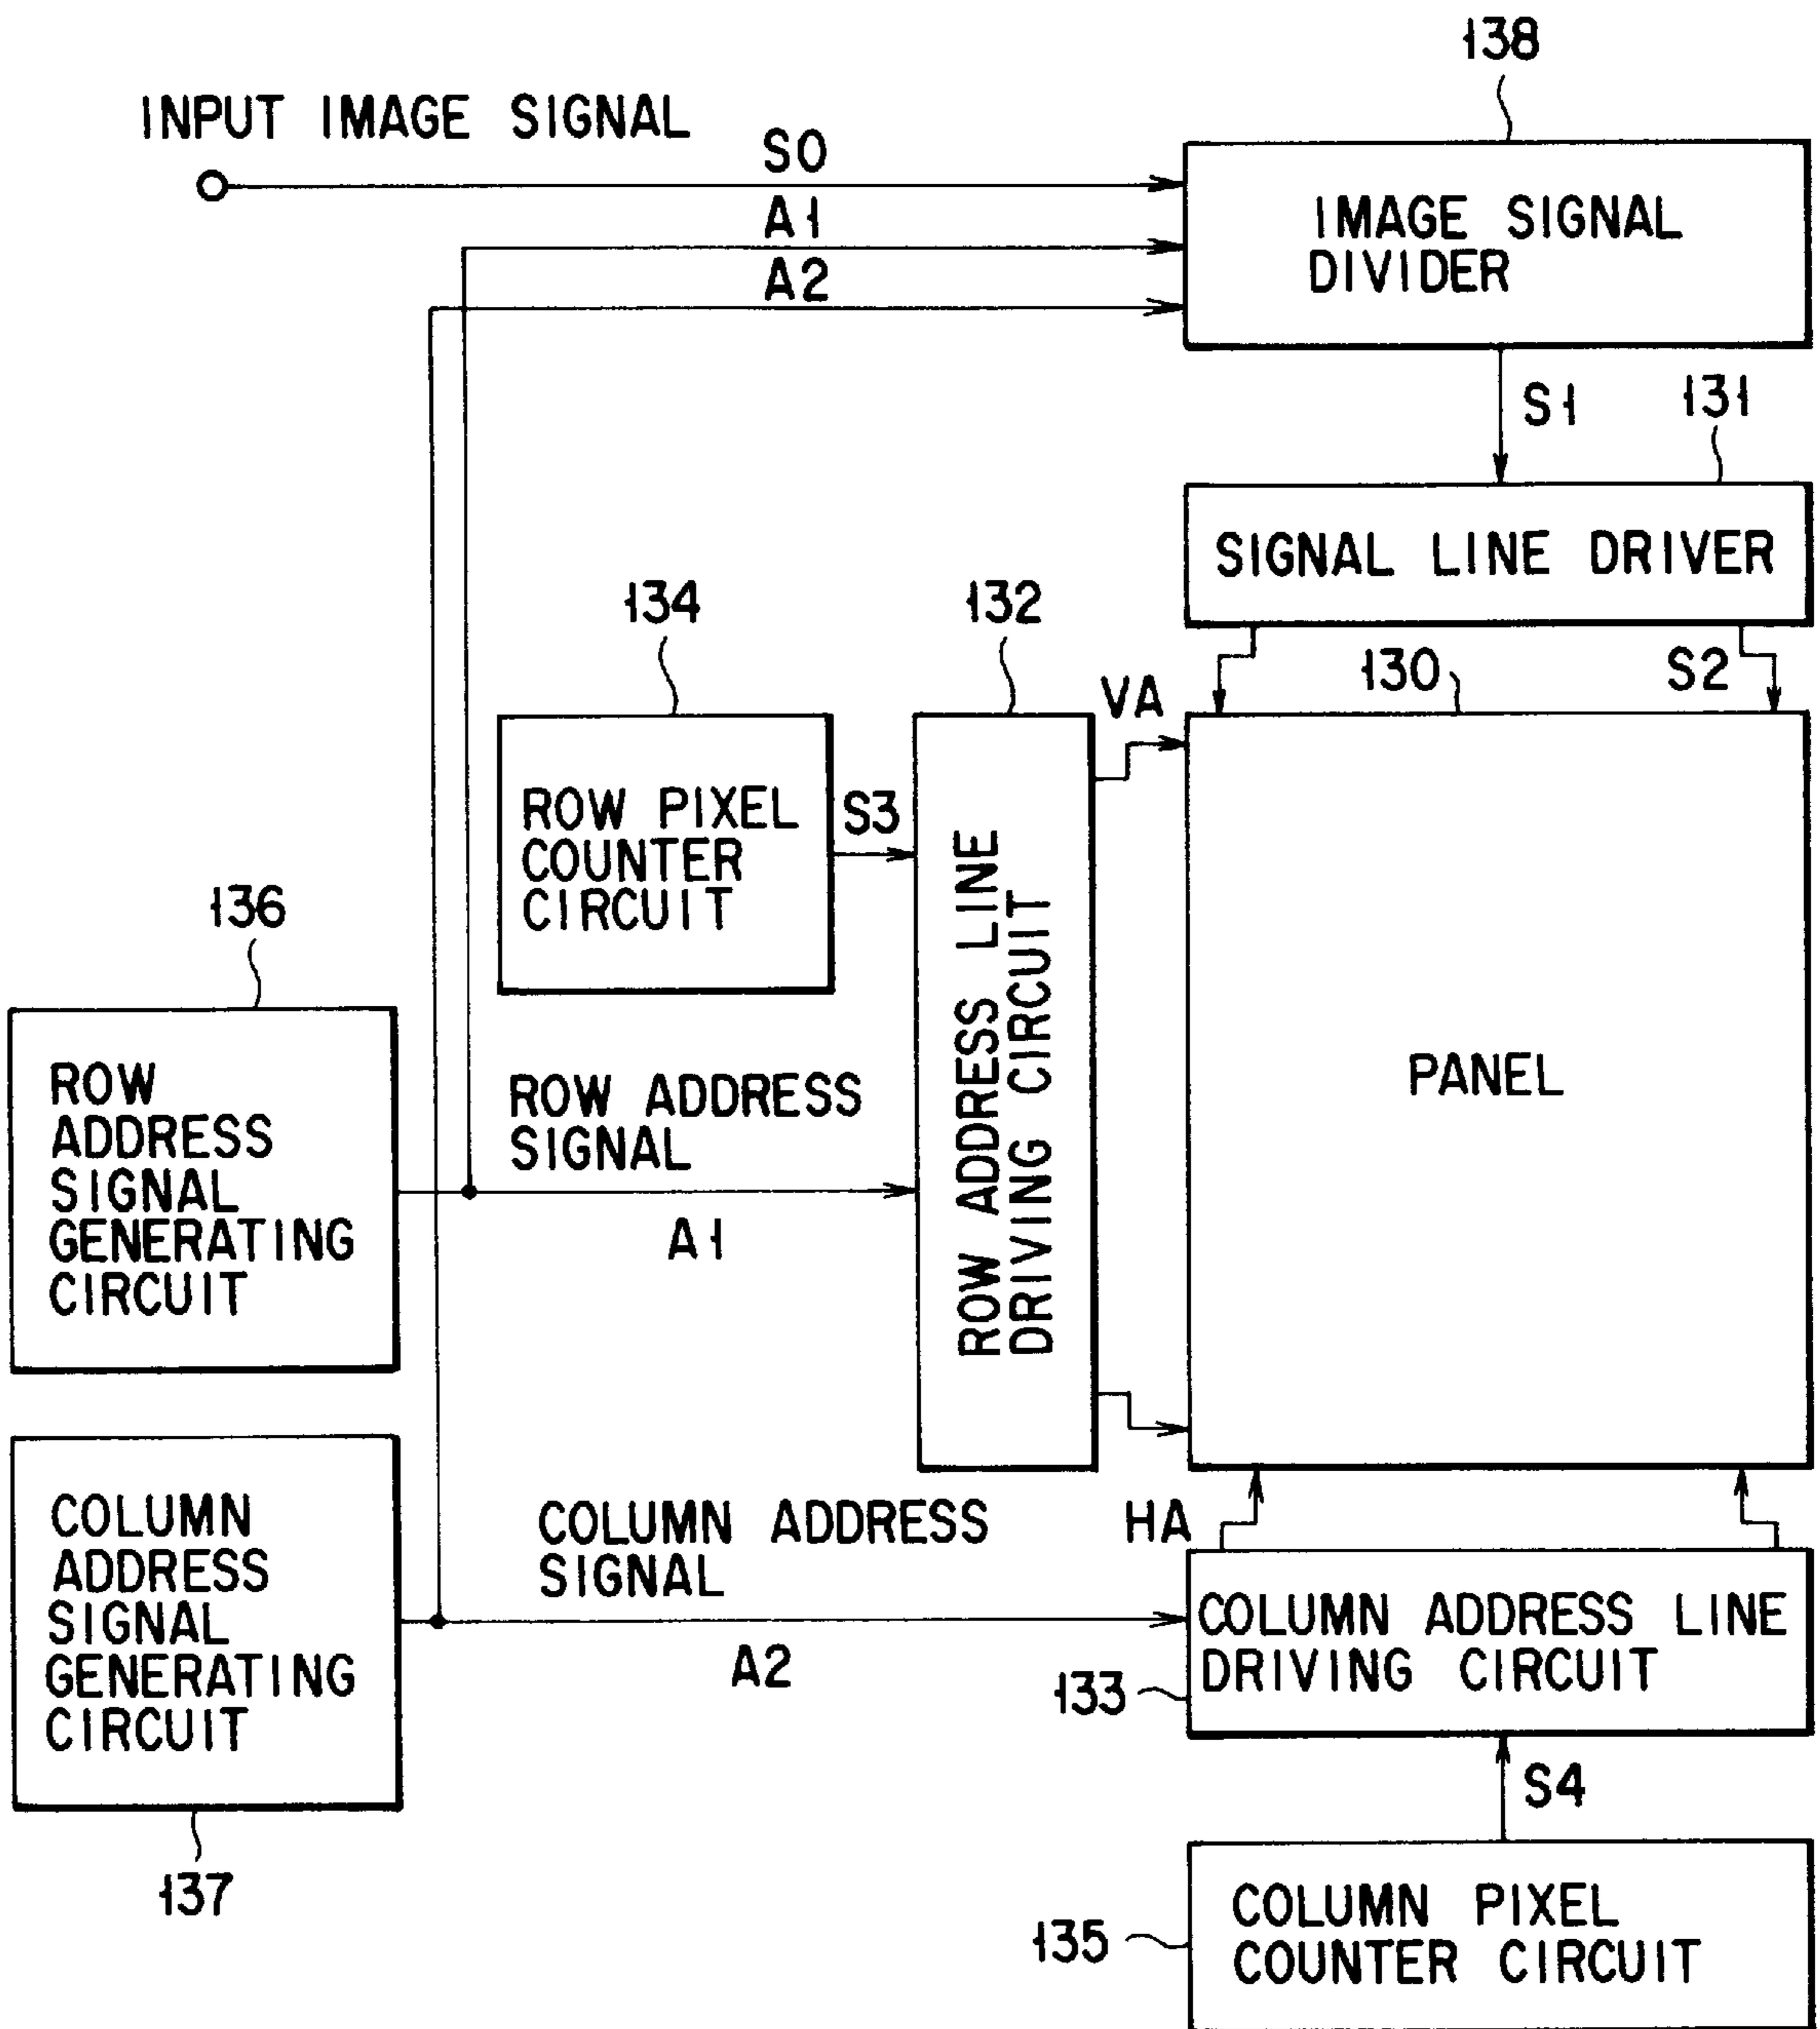 138
INPUT IMAGE SIGNAL
S0
A1
A2
IMAGE SIGNAL
DIVIDER
S1
131
SIGNAL LINE DRIVER
134
132
VA
130
S2
ROW PIXEL
COUNTER
CIRCUIT
S3
ROW ADDRESS LINE
DRIVING CIRCUIT
PANEL
136
ROW
ADDRESS
SIGNAL
GENERATING
CIRCUIT
ROW ADDRESS
SIGNAL
A1
COLUMN
ADDRESS
SIGNAL
GENERATING
CIRCUIT
137
COLUMN ADDRESS
SIGNAL
A2
HA
COLUMN ADDRESS LINE
DRIVING CIRCUIT
133
S4
135
COLUMN PIXEL
COUNTER CIRCUIT